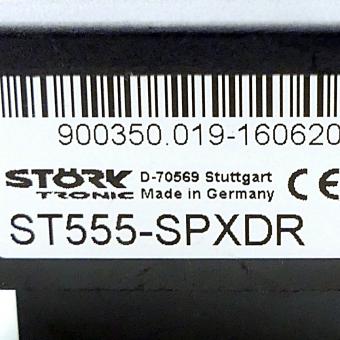 900350.019-160620
STÖRK D-70569 Stuttgart
TRONIC Made in Germany CE
ST555-SPXDR